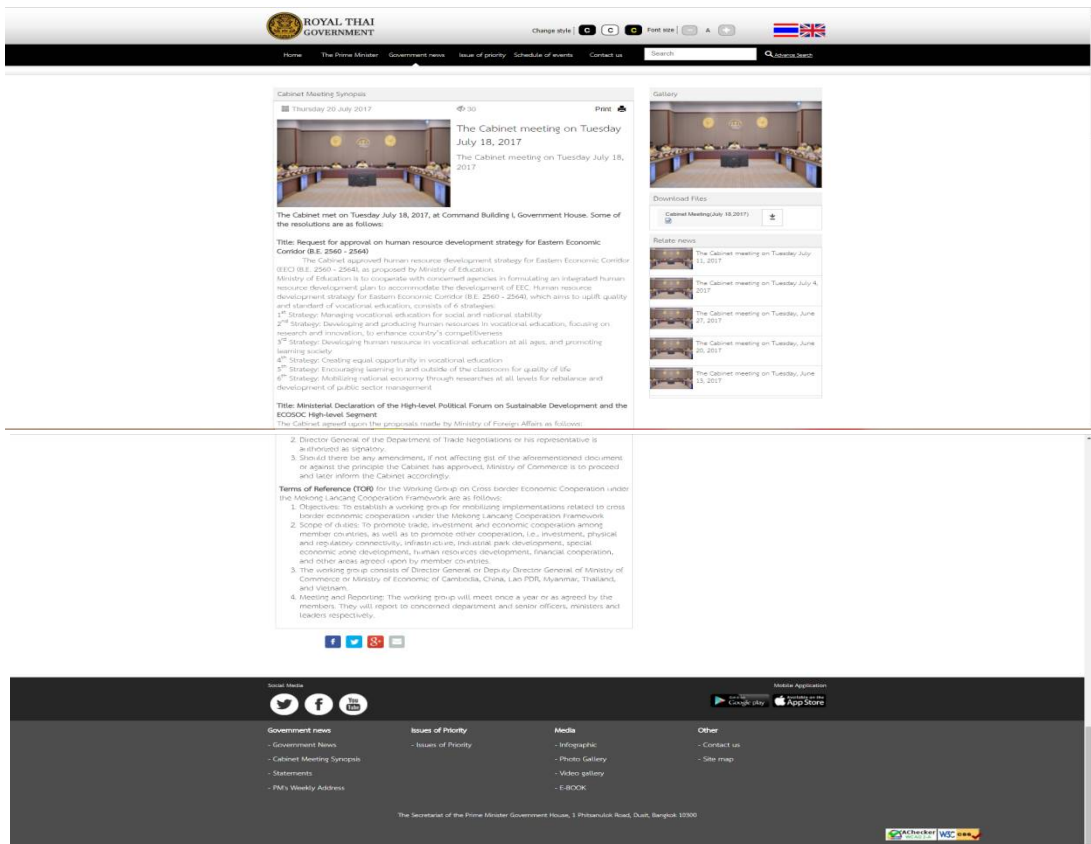 ROYAL THAI
GOVERNMENT
Change style
C
C
C
Font size
-
A
+
Home
The Prime Minister
Government news
Issue of priority
Schedule of events
Contact us
Search
Advance Search
Cabinet Meeting Synopsis
Thursday 20 July 2017
30
Print
The Cabinet meeting on Tuesday
July 18, 2017
The Cabinet meeting on Tuesday July 18,
2017
The Cabinet met on Tuesday July 18, 2017, at Command Building I, Government House. Some of
the resolutions are as follows:
Title: Request for approval on human resource development strategy for Eastern Economic
Corridor (B.E. 2560 - 2564)
The Cabinet approved human resource development strategy for Eastern Economic Corridor
(EEC) (B.E. 2560 - 2564), as proposed by Ministry of Education.
Ministry of Education is to cooperate with concerned agencies in formulating an integrated human
resource development plan to accommodate the development of EEC. Human resource
development strategy for Eastern Economic Corridor (B.E. 2560 - 2564), which aims to uplift quality
and standard of vocational education, consists of 6 strategies:
1st Strategy: Managing vocational education for social and national stability
2nd Strategy: Developing and producing human resources in vocational education, focusing on
research and innovation, to enhance country's competitiveness
3rd Strategy: Developing human resource in vocational education at all ages, and promoting
learning society
4th Strategy: Creating equal opportunity in vocational education
5th Strategy: Encouraging learning in and outside of the classroom for quality of life
6th Strategy: Mobilizing national economy through researches at all levels for rebalance and
development of public sector management
Title: Ministerial Declaration of the High-level Political Forum on Sustainable Development and the
ECOSOC High-level Segment
The Cabinet agreed upon the proposals made by Ministry of Foreign Affairs as follows:
Gallery
Download Files
Cabinet Meeting(July 18,2017)
Relate news
The Cabinet meeting on Tuesday July
11, 2017
The Cabinet meeting on Tuesday July 4,
2017
The Cabinet meeting on Tuesday, June
27, 2017
The Cabinet meeting on Tuesday, June
20, 2017
The Cabinet meeting on Tuesday, June
13, 2017
2. Director General of the Department of Trade Negotiations or his representative is
authorized as signatory.
3. Should there be any amendment, if not affecting gist of the aforementioned document
or against the principle the Cabinet has approved, Ministry of Commerce is to proceed
and later inform the Cabinet accordingly.
Terms of Reference (TOR) for the Working Group on Cross border Economic Cooperation under
the Mekong Lancang Cooperation Framework are as follows:
1. Objectives: To establish a working group for mobilizing implementations related to cross
border economic cooperation under the Mekong Lancang Cooperation Framework
2. Scope of duties: To promote trade, investment and economic cooperation among
member countries, as well as to promote other cooperation, i.e., investment, physical
and regulatory connectivity, infrastructure, industrial park development, special
economic zone development, human resources development, financial cooperation,
and other areas agreed upon by member countries.
3. The working group consists of Director General or Deputy Director General of Ministry of
Commerce or Ministry of Economic of Cambodia, China, Lao PDR, Myanmar, Thailand,
and Vietnam.
4. Meeting and Reporting: The working group will meet once a year or as agreed by the
members. They will report to concerned department and senior officers, ministers and
leaders respectively.
Social Media
You
Tube
Mobile Application
Google play
Available on the
App Store
Government news
- Government News
- Cabinet Meeting Synopsis
- Statements
- PM's Weekly Address
Issues of Priority
- Issues of Priority
Media
- Infographic
- Photo Gallery
- Video gallery
- E-BOOK
Other
- Contact us
- Site map
The Secretariat of the Prime Minister Government House, 1 Phitsanulok Road, Dusit, Bangkok 10300
AChecker
W3C css